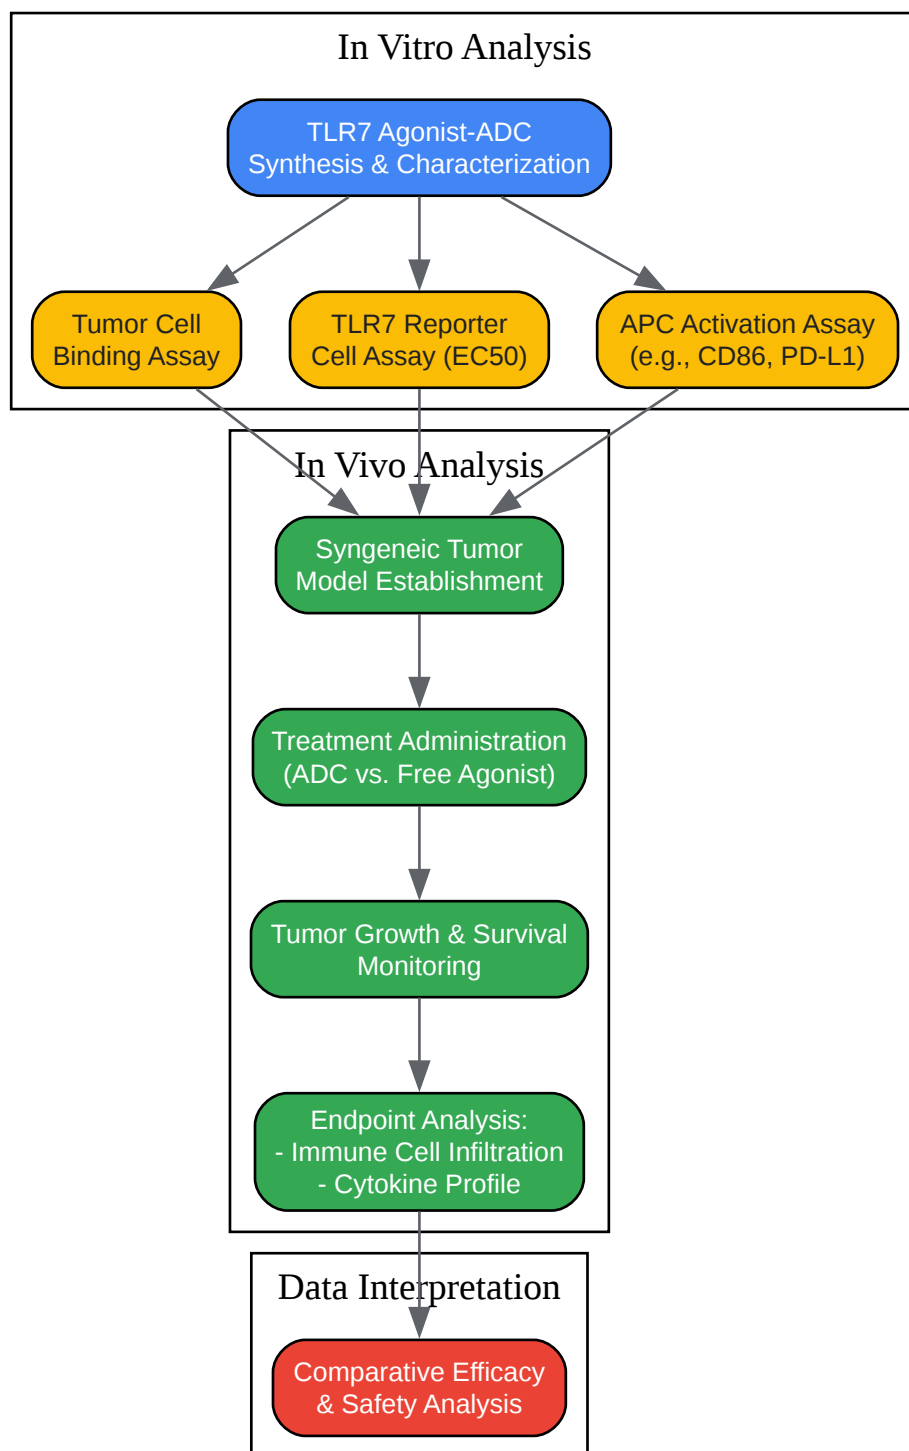 In Vitro Analysis
TLR7 Agonist-ADC
Synthesis & Characterization
Tumor Cell
Binding Assay
TLR7 Reporter
Cell Assay (EC50)
APC Activation Assay
(e.g., CD86, PD-L1)
In Vivo Analysis
Syngeneic Tumor
Model Establishment
Treatment Administration
(ADC vs. Free Agonist)
Tumor Growth & Survival
Monitoring
Endpoint Analysis:
- Immune Cell Infiltration
- Cytokine Profile
Data Interpretation
Comparative Efficacy
& Safety Analysis